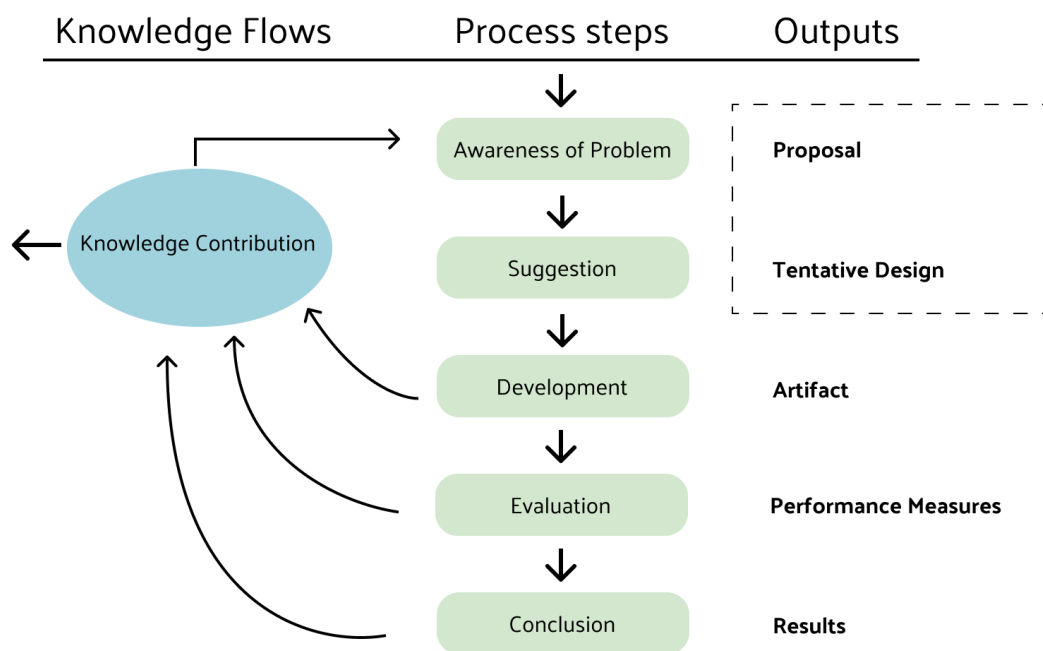 Knowledge Flows
Process steps
Outputs
Awareness of Problem
Proposal
Knowledge Contribution
Suggestion
Tentative Design
Development
Artifact
Evaluation
Performance Measures
Conclusion
Results